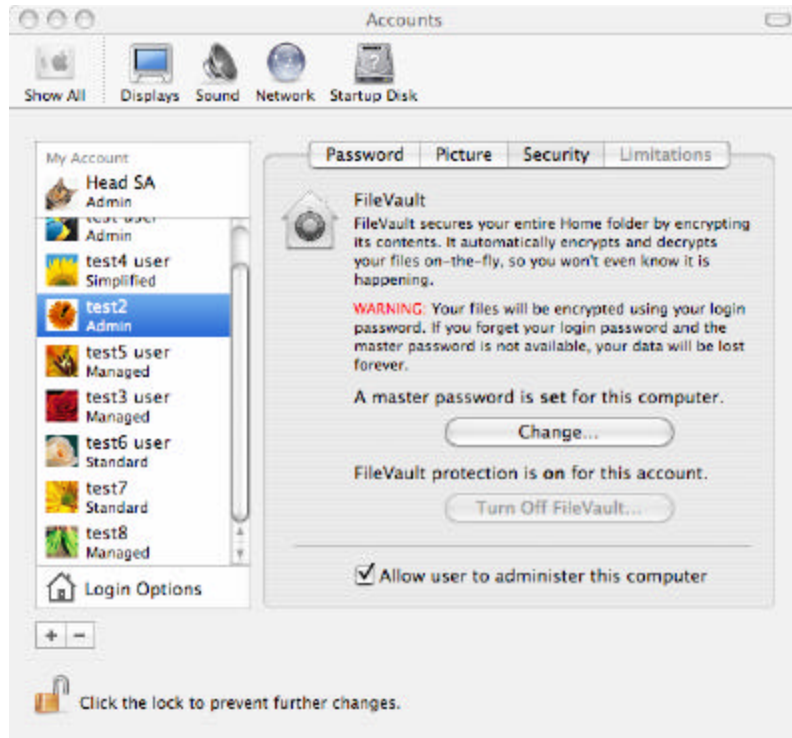 Accounts
Show All
Displays
Sound
Network
Startup Disk
My Account
Head SA
Admin
test user
Admin
test4 user
Simplified
test2
Admin
test5 user
Managed
test3 user
Managed
test6 user
Standard
test7
Standard
test8
Managed
Login Options
Password
Picture
Security
Limitations
FileVault
FileVault secures your entire Home folder by encrypting
its contents. It automatically encrypts and decrypts
your files on-the-fly, so you won't even know it is
happening.
WARNING: Your files will be encrypted using your login
password. If you forget your login password and the
master password is not available, your data will be lost
forever.
A master password is set for this computer.
Change...
FileVault protection is on for this account.
Turn Off FileVault...
Allow user to administer this computer
+
−
Click the lock to prevent further changes.